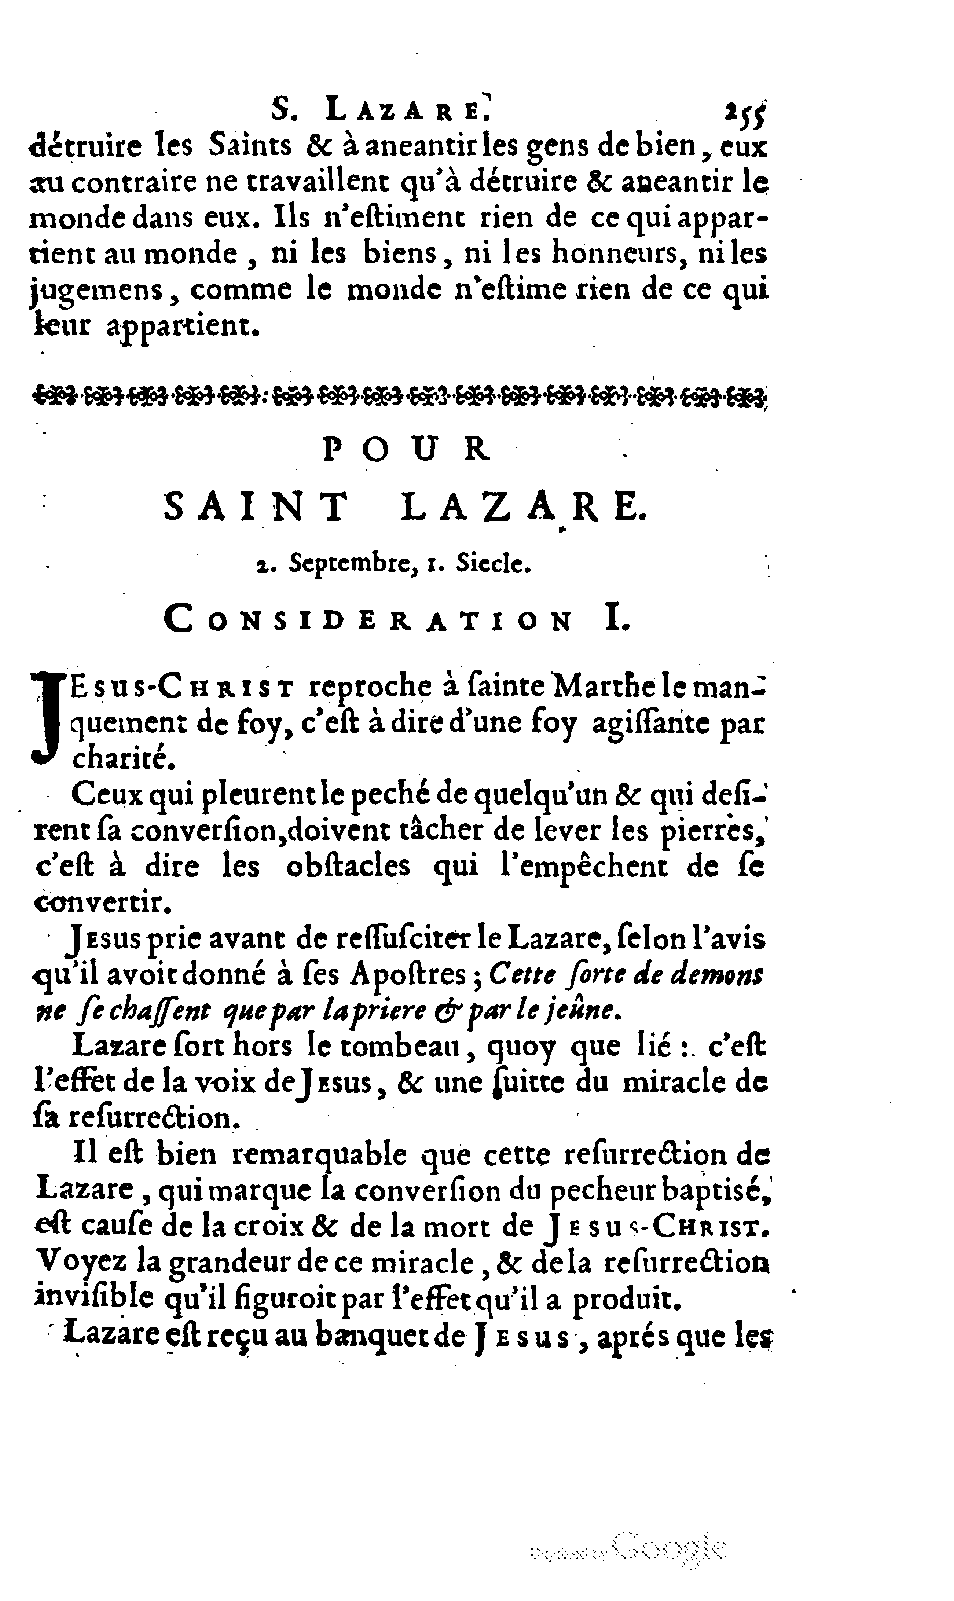 S. LAZARE. 255
détruire les Saints & à aneantir les gens de bien, eux
au contraire ne travaillent qu'à détruire & aneantir le
monde dans eux. Ils n'eſtiment rien de ce qui appar-
tient au monde, ni les biens, ni les honneurs, ni les
jugemens, comme le monde n'eſtime rien de ce qui
leur appartient.
POUR
SAINT LAZARE.
2. Septembre, 1. Siecle.
CONSIDERATION I.
JESUS-CHRIST reproche à ſainte Marthe le man-
quement de foy, c'eſt à dire d'une foy agiſſante par
charité.
Ceux qui pleurent le peché de quelqu'un & qui deſi-
rent ſa converſion, doivent tâcher de lever les pierres,
c'eſt à dire les obſtacles qui l'empêchent de ſe
convertir.
JESUS prie avant de reſſuſciter le Lazare, ſelon l'avis
qu'il avoit donné à ſes Apoſtres; Cette ſorte de demons
ne ſe chaſſent que par la priere & par le jeûne.
Lazare ſort hors le tombeau, quoy que lié : c'eſt
l'effet de la voix de JESUS, & une ſuitte du miracle de
ſa reſurrection.
Il eſt bien remarquable que cette reſurrection de
Lazare, qui marque la converſion du pecheur baptisé,
eſt cauſe de la croix & de la mort de JESUS-CHRIST.
Voyez la grandeur de ce miracle, & de la reſurrection
inviſible qu'il figuroit par l'effet qu'il a produit.
Lazare eſt reçu au banquet de JESUS, aprés que les
Digitized by Google